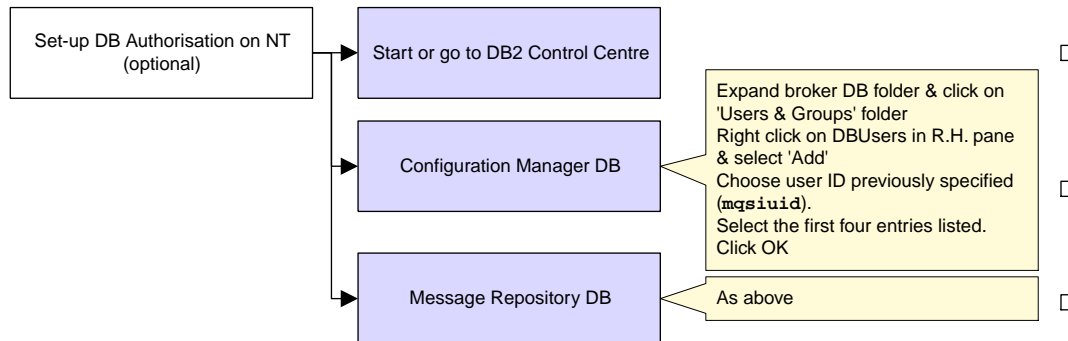 Set-up DB Authorisation on NT
(optional)
Start or go to DB2 Control Centre
Configuration Manager DB
Expand broker DB folder & click on
'Users & Groups' folder
Right click on DBUsers in R.H. pane
& select 'Add'
Choose user ID previously specified
(mqsiuid).
Select the first four entries listed.
Click OK
Message Repository DB
As above